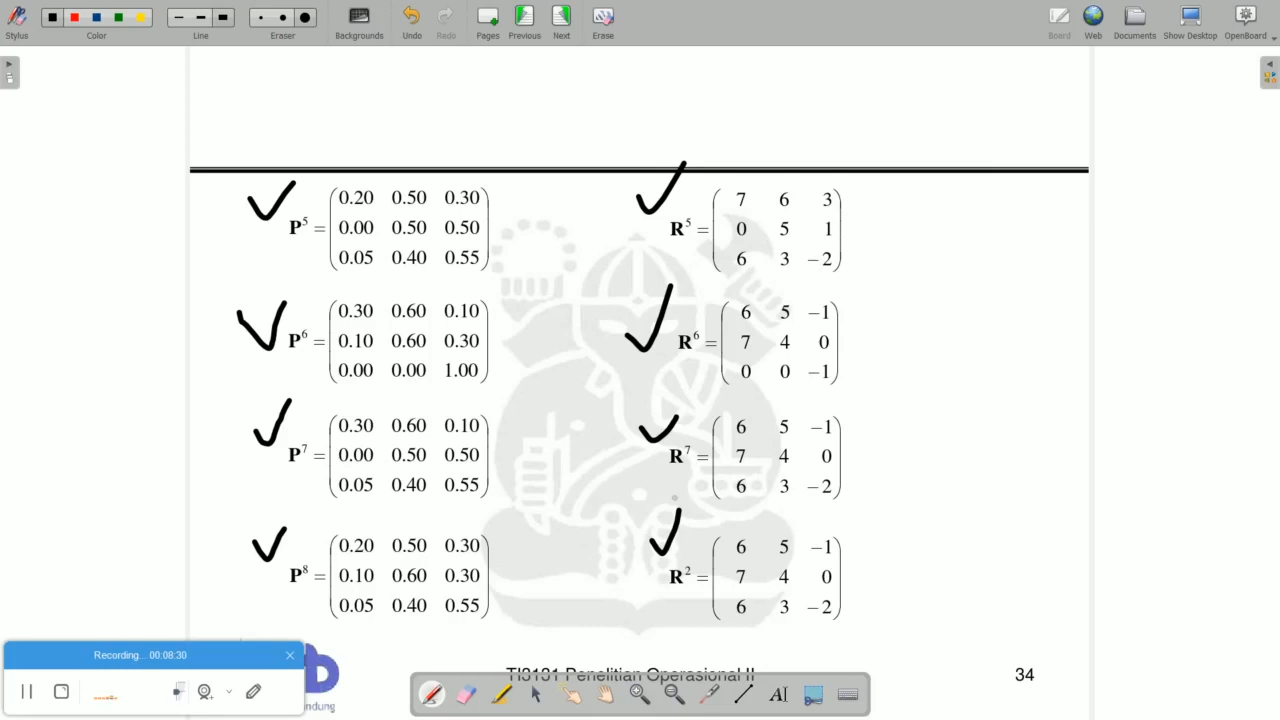 Stylus Color Line Eraser Backgrounds Undo Redo Pages Previous Next Erase Board Web Documents Show Desktop OpenBoard
P⁵ = (0.20 0.50 0.30
0.00 0.50 0.50
0.05 0.40 0.55)
R⁵ = (7 6 3
0 5 1
6 3 −2)
P⁶ = (0.30 0.60 0.10
0.10 0.60 0.30
0.00 0.00 1.00)
R⁶ = (6 5 −1
7 4 0
0 0 −1)
P⁷ = (0.30 0.60 0.10
0.00 0.50 0.50
0.05 0.40 0.55)
R⁷ = (6 5 −1
7 4 0
6 3 −2)
P⁸ = (0.20 0.50 0.30
0.10 0.60 0.30
0.05 0.40 0.55)
R² = (6 5 −1
7 4 0
6 3 −2)
Recording... 00:08:30
TI3131 Penelitian Operasional II
34